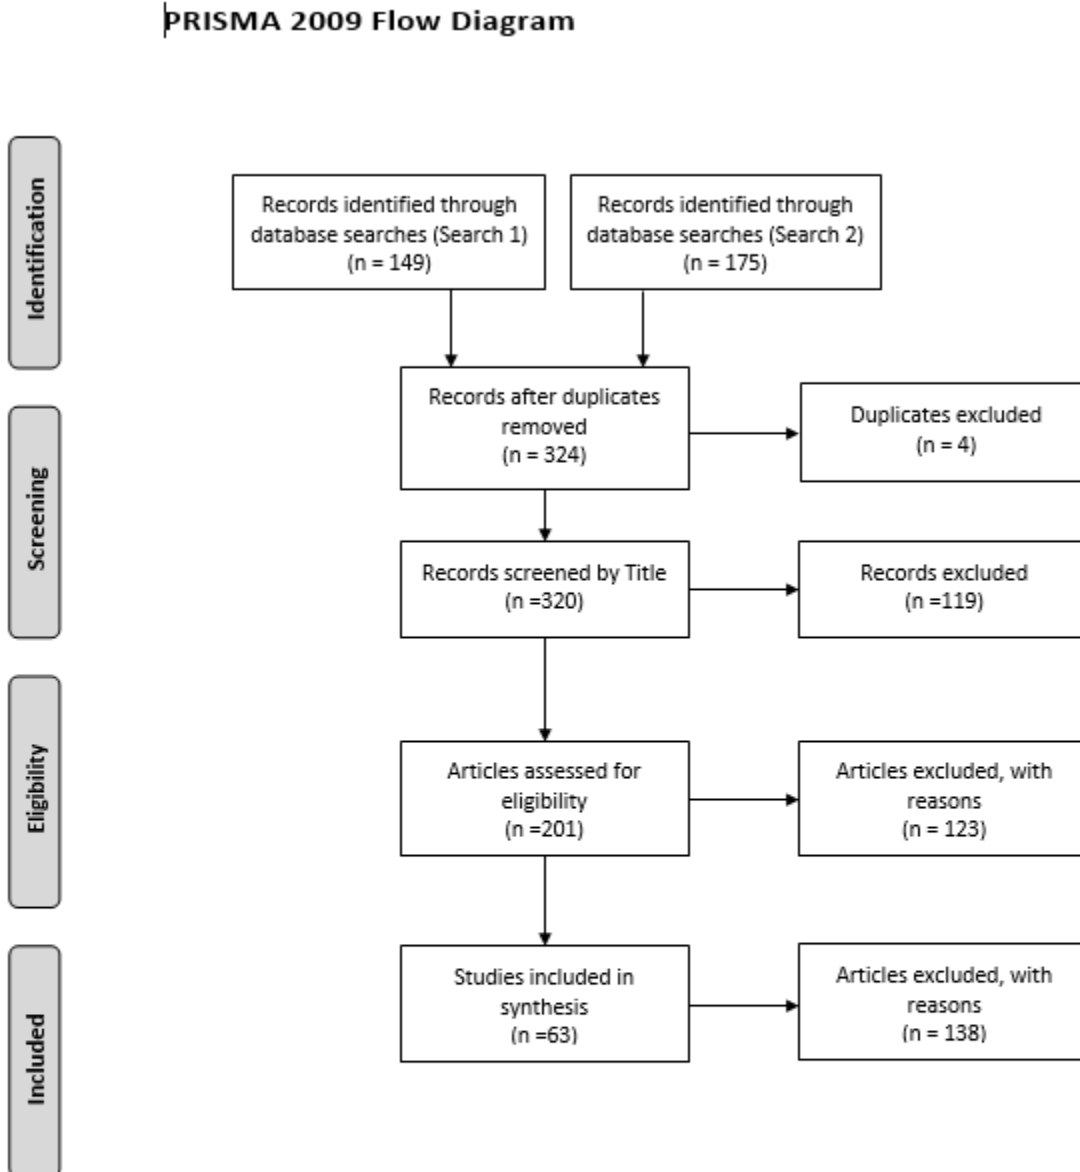 PRISMA 2009 Flow Diagram
Identification
Records identified through
database searches (Search 1)
(n = 149)
Records identified through
database searches (Search 2)
(n = 175)
Records after duplicates
removed
(n = 324)
Duplicates excluded
(n = 4)
Screening
Records screened by Title
(n =320)
Records excluded
(n =119)
Eligibility
Articles assessed for
eligibility
(n =201)
Articles excluded, with
reasons
(n = 123)
Included
Studies included in
synthesis
(n =63)
Articles excluded, with
reasons
(n = 138)